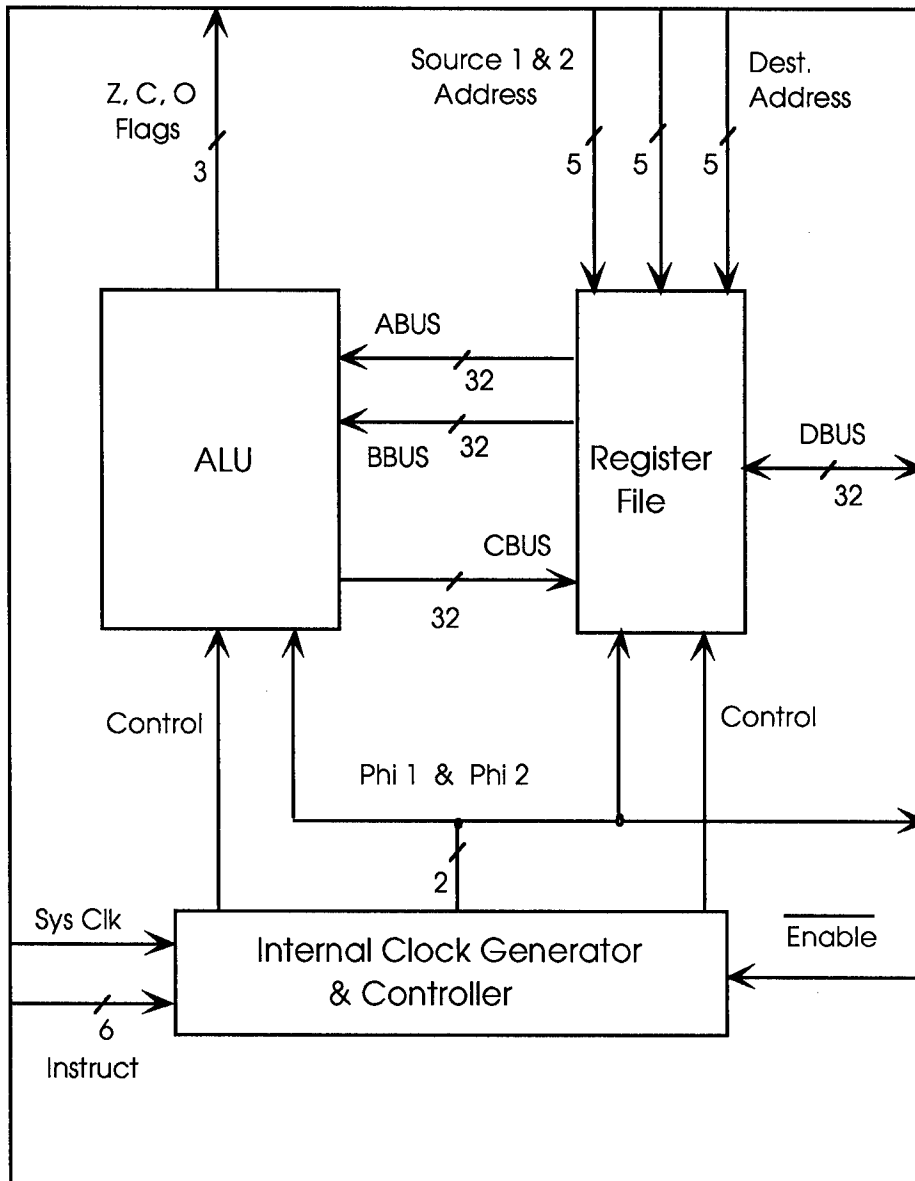 Source 1 & 2
Address
Dest.
Address
Z, C, O
Flags
3
5
5
5
ABUS
32
BBUS
32
ALU
Register
File
DBUS
32
CBUS
32
Control
Control
Phi 1 & Phi 2
2
Sys Clk
Internal Clock Generator
& Controller
Enable
6
Instruct